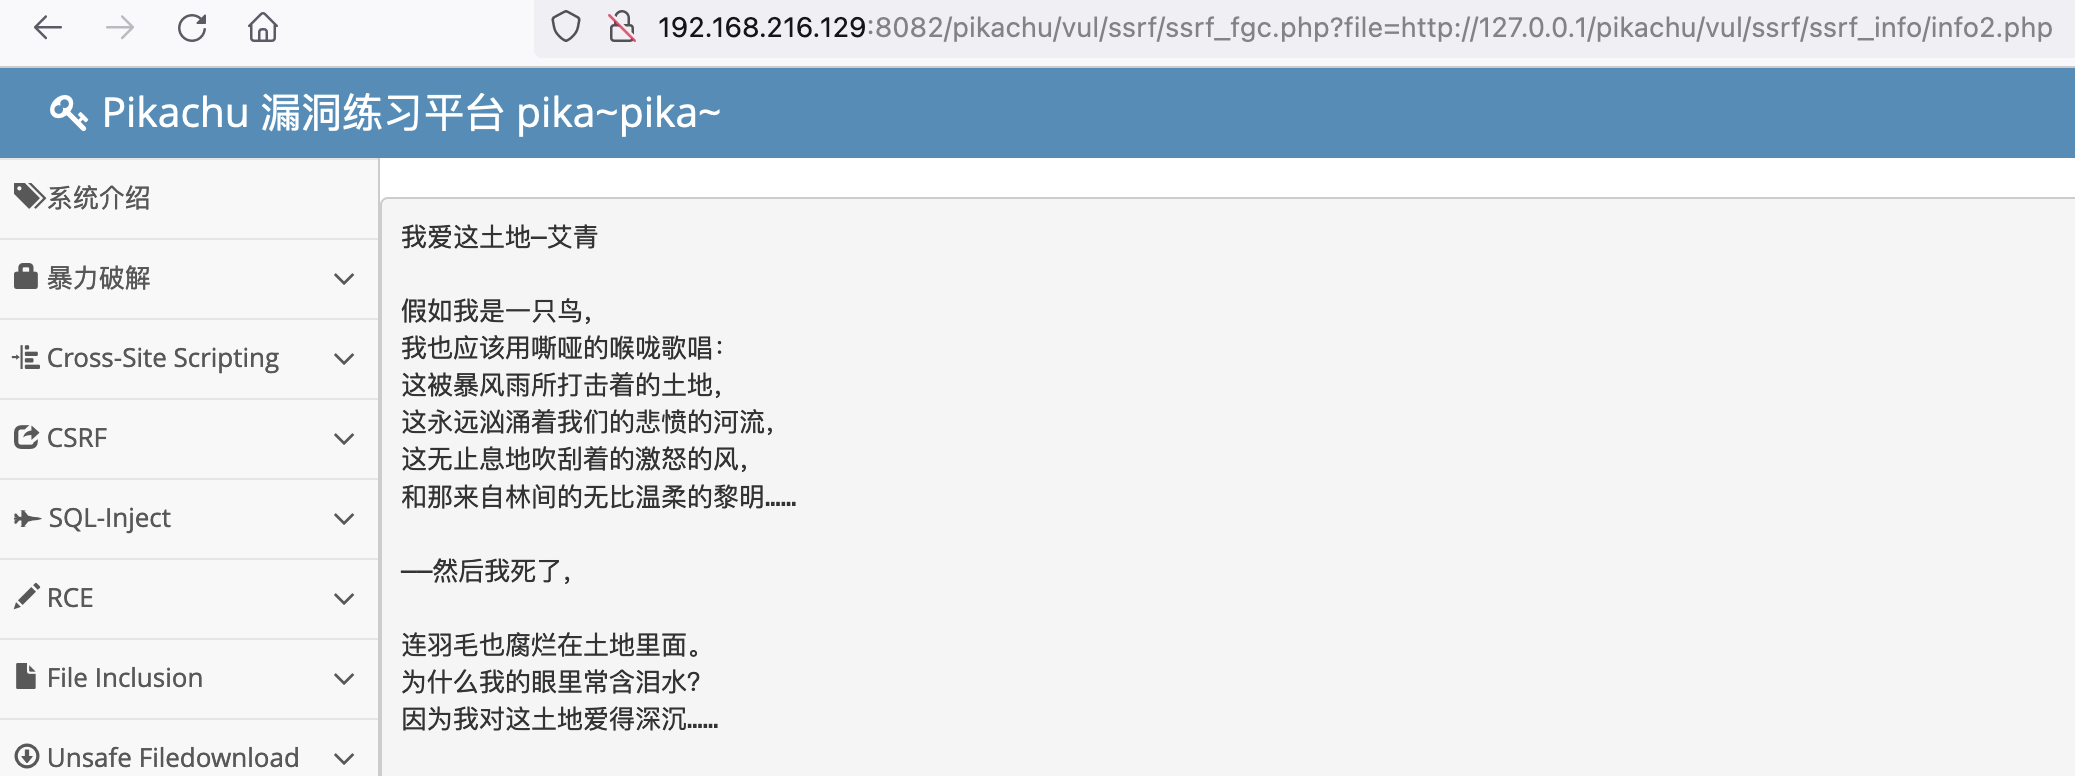 192.168.216.129:8082/pikachu/vul/ssrf/ssrf_fgc.php?file=http://127.0.0.1/pikachu/vul/ssrf/ssrf_info/info2.php
Pikachu 漏洞练习平台 pika~pika~
系统介绍
暴力破解
Cross-Site Scripting
CSRF
SQL-Inject
RCE
File Inclusion
Unsafe Filedownload
我爱这土地—艾青
假如我是一只鸟，
我也应该用嘶哑的喉咙歌唱：
这被暴风雨所打击着的土地，
这永远汹涌着我们的悲愤的河流，
这无止息地吹刮着的激怒的风，
和那来自林间的无比温柔的黎明……
——然后我死了，
连羽毛也腐烂在土地里面。
为什么我的眼里常含泪水?
因为我对这土地爱得深沉……